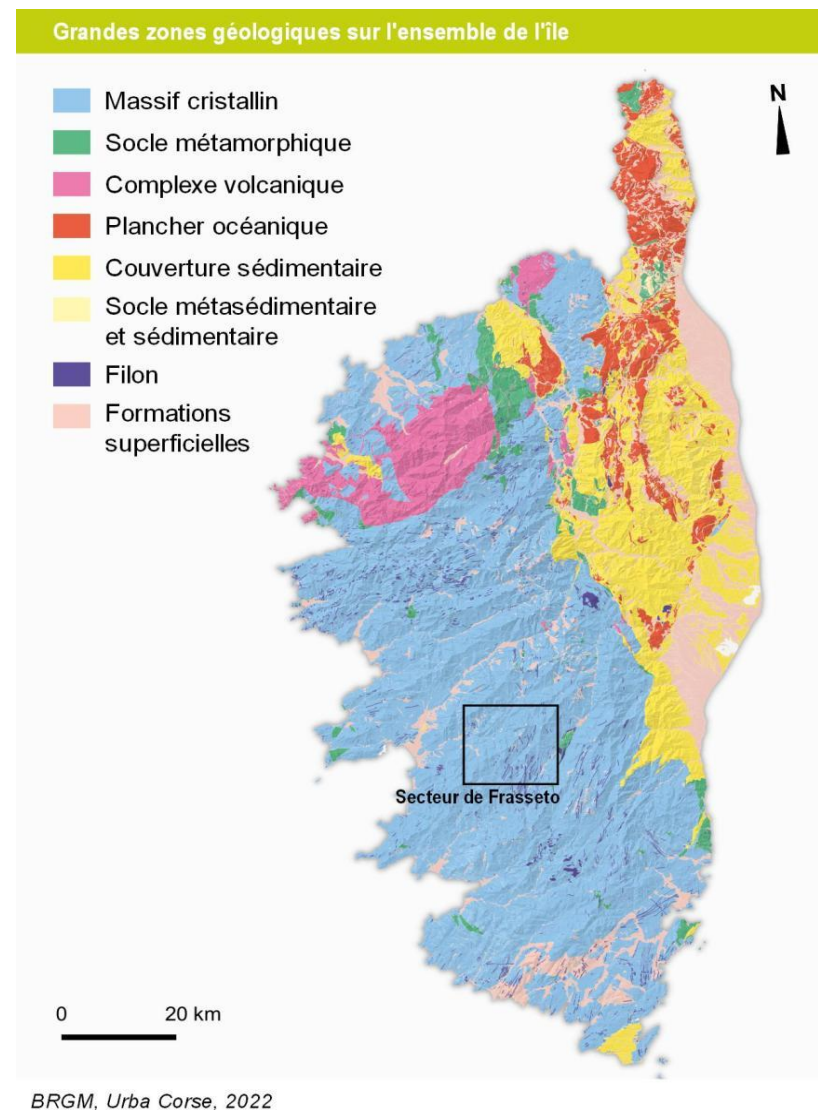 Grandes zones géologiques sur l'ensemble de l'île
N
Massif cristallin
Socle métamorphique
Complexe volcanique
Plancher océanique
Couverture sédimentaire
Socle métasédimentaire
et sédimentaire
Filon
Formations
superficielles
Secteur de Frasseto
0 20 km
BRGM, Urba Corse, 2022